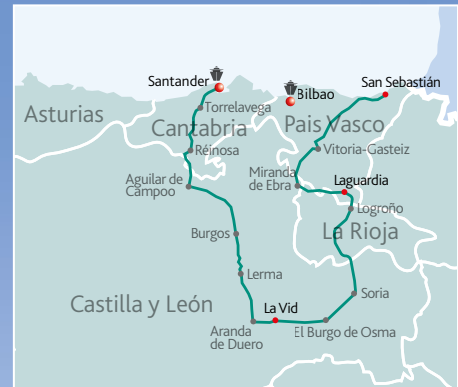 Santander
San Sebastián
Bilbao
Torrelavega
Asturias
Cantabria
País Vasco
Réinosa
Vitoria-Gasteiz
Miranda
de Ebra
Laguardia
Aguilar de
Campoo
Logroño
La Rioja
Burgos
Lerma
Soria
Castilla y León
La Vid
Aranda
de Duero
El Burgo de Osma